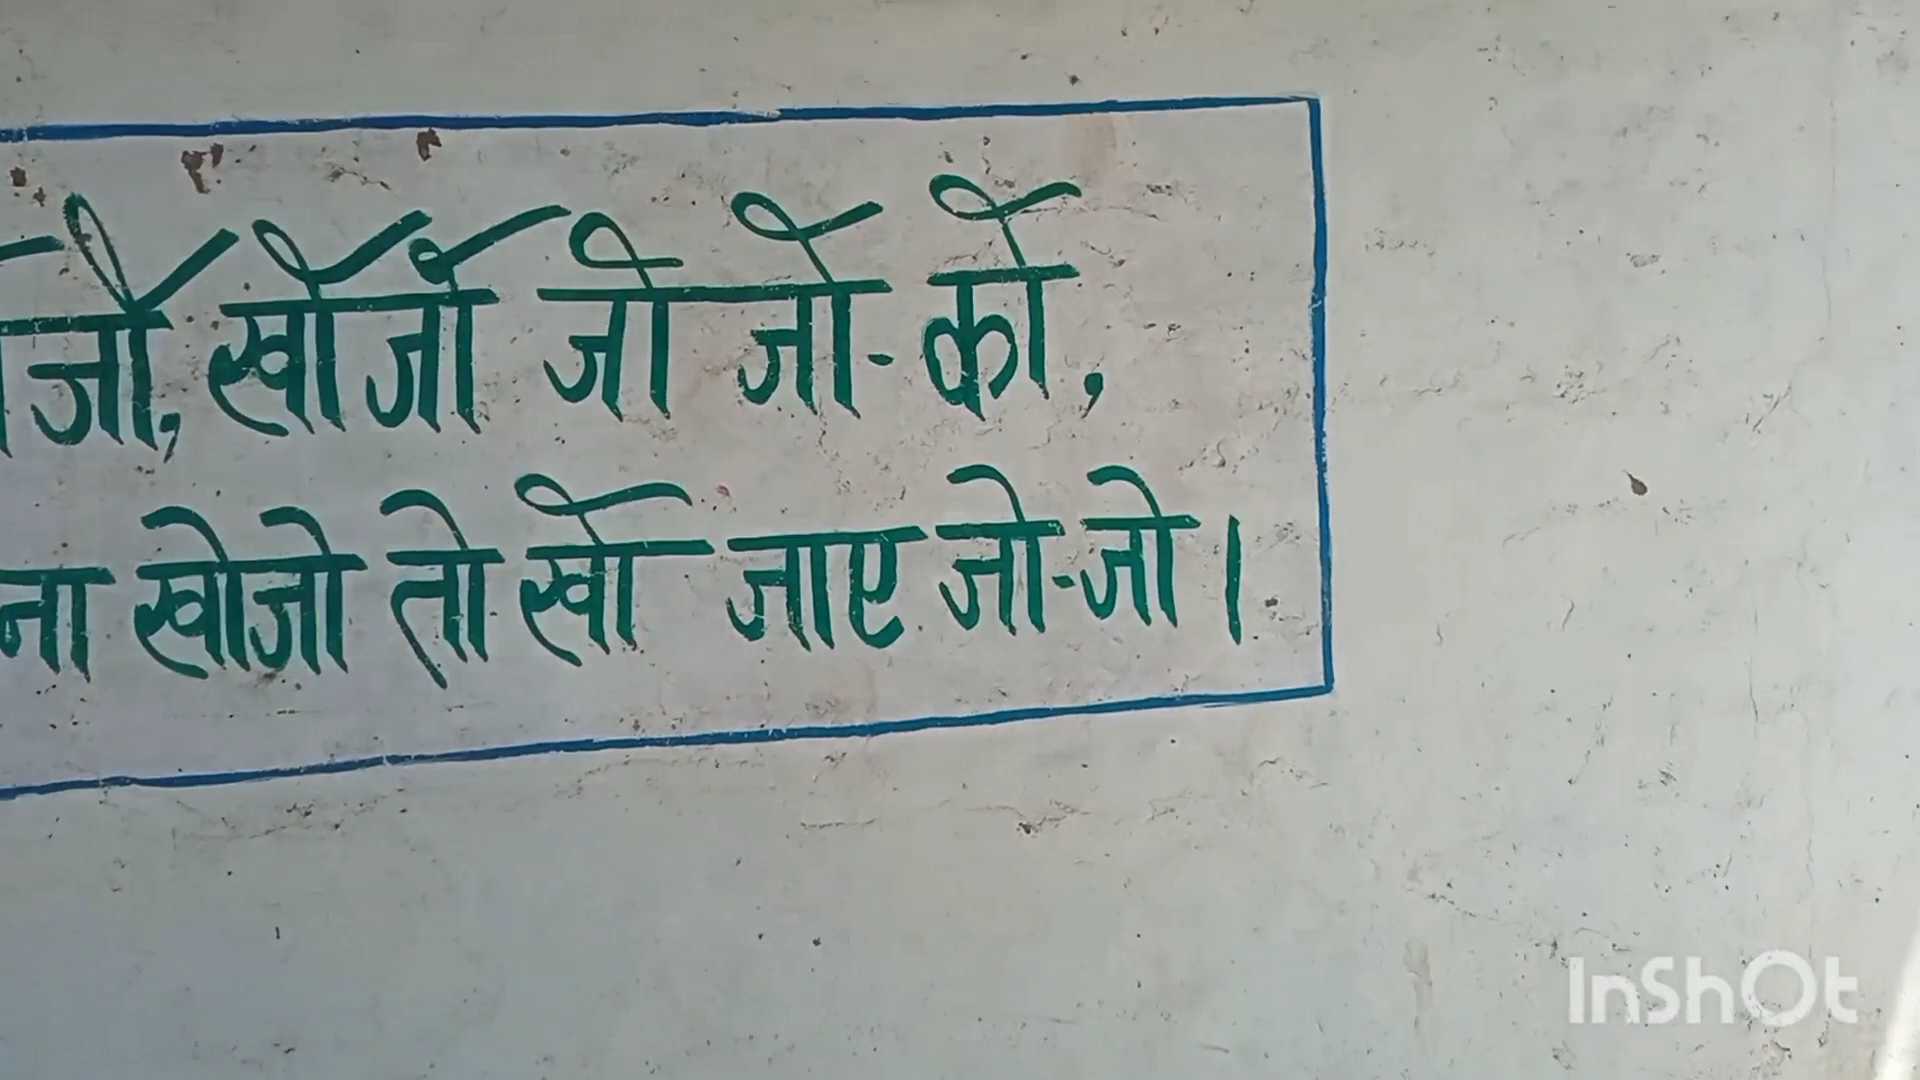 जौ, खोजो जी जो-को,
ना खोजो तो खो जाए जो-जो।
InShOt